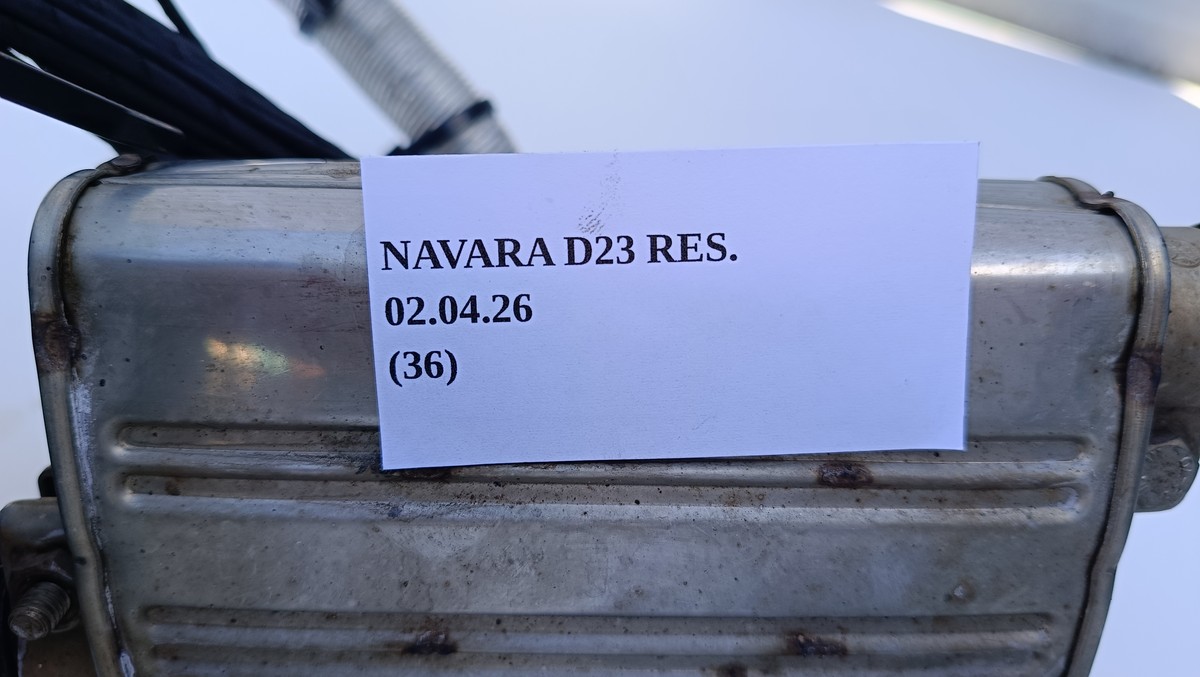 NAVARA D23 RES.
02.04.26
(36)